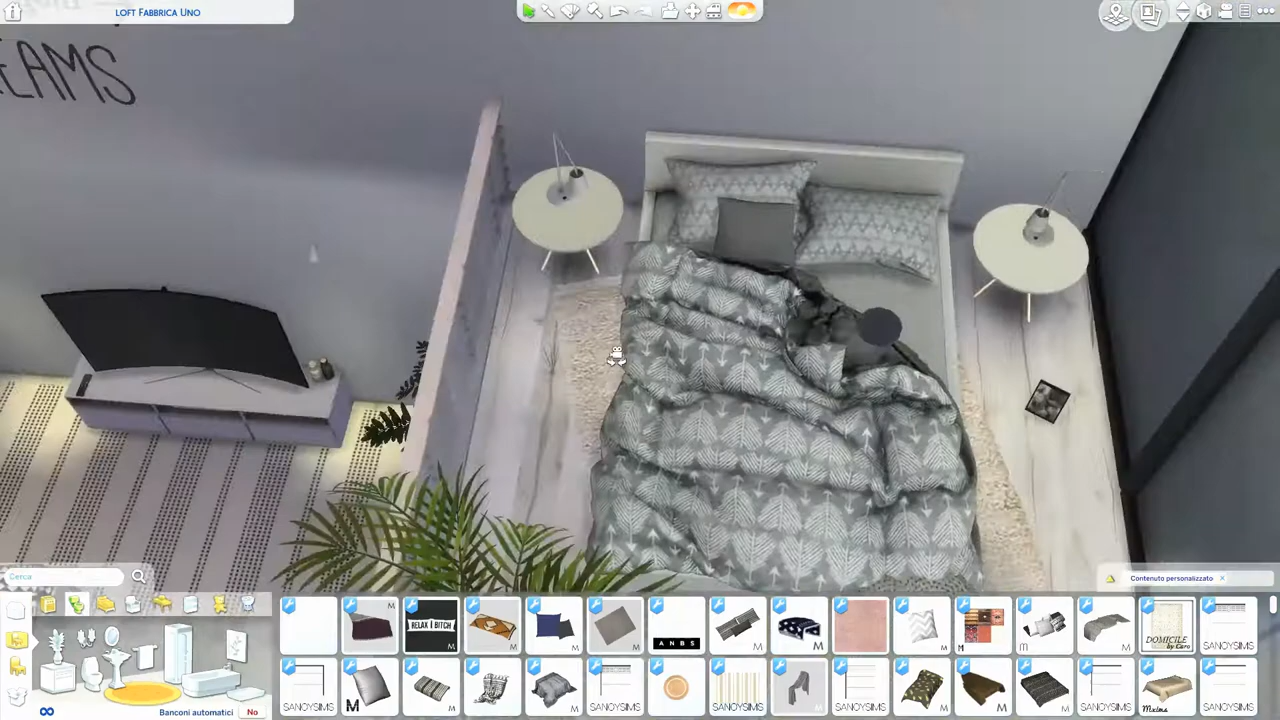 LOFT FABBRICA UNO
EAMS
Cerca
Contenuto personalizzato
M
RELAX I BITCH
M
M
M
M
ANBS
M
M
M
M
M
DOMICILE
by Caro
SANOYSIMS
SANOYSIMS
M
M
M
SANOYSIMS
M
SANOYSIMS
M
M
M
SANOYSIMS
Mxims
SANOYSIMS
Banconi automatici
No